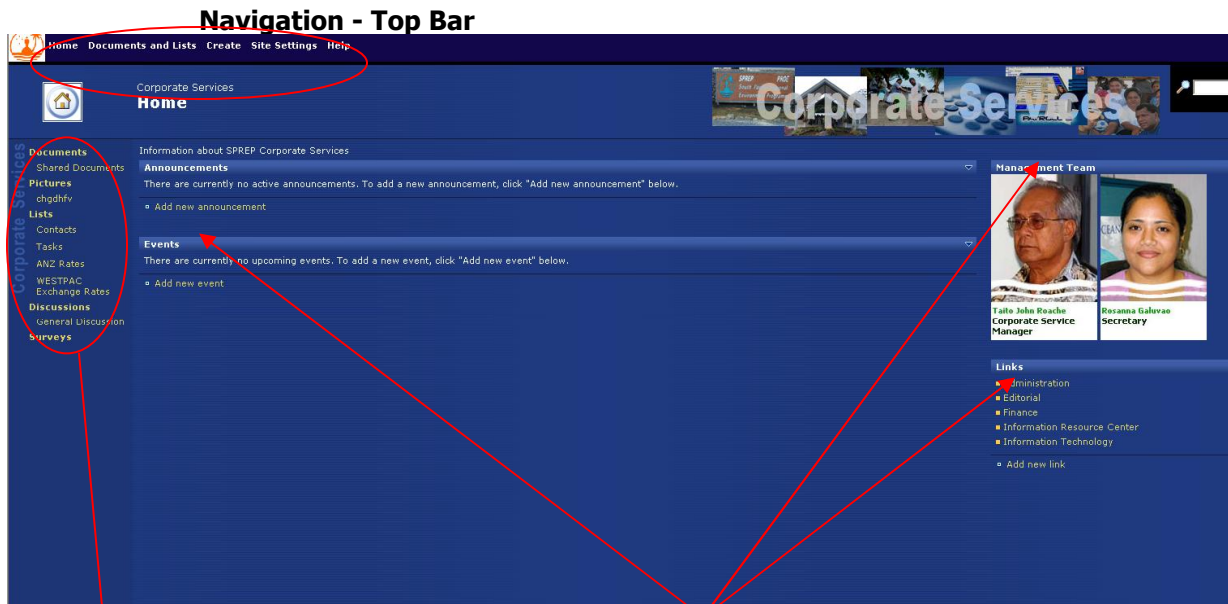 Navigation - Top Bar
Home Documents and Lists Create Site Settings Help
Corporate Services
Home
Corporate Services
Corporate Services
Documents
Shared Documents
Pictures
chgdhfv
Lists
Contacts
Tasks
ANZ Rates
WESTPAC
Exchange Rates
Discussions
General Discussion
Surveys
Information about SPREP Corporate Services
Announcements
There are currently no active announcements. To add a new announcement, click "Add new announcement" below.
Add new announcement
Events
There are currently no upcoming events. To add a new event, click "Add new event" below.
Add new event
Management Team
Taito John Roache
Corporate Service
Manager
Rosanna Galuvao
Secretary
Links
Administration
Editorial
Finance
Information Resource Center
Information Technology
Add new link